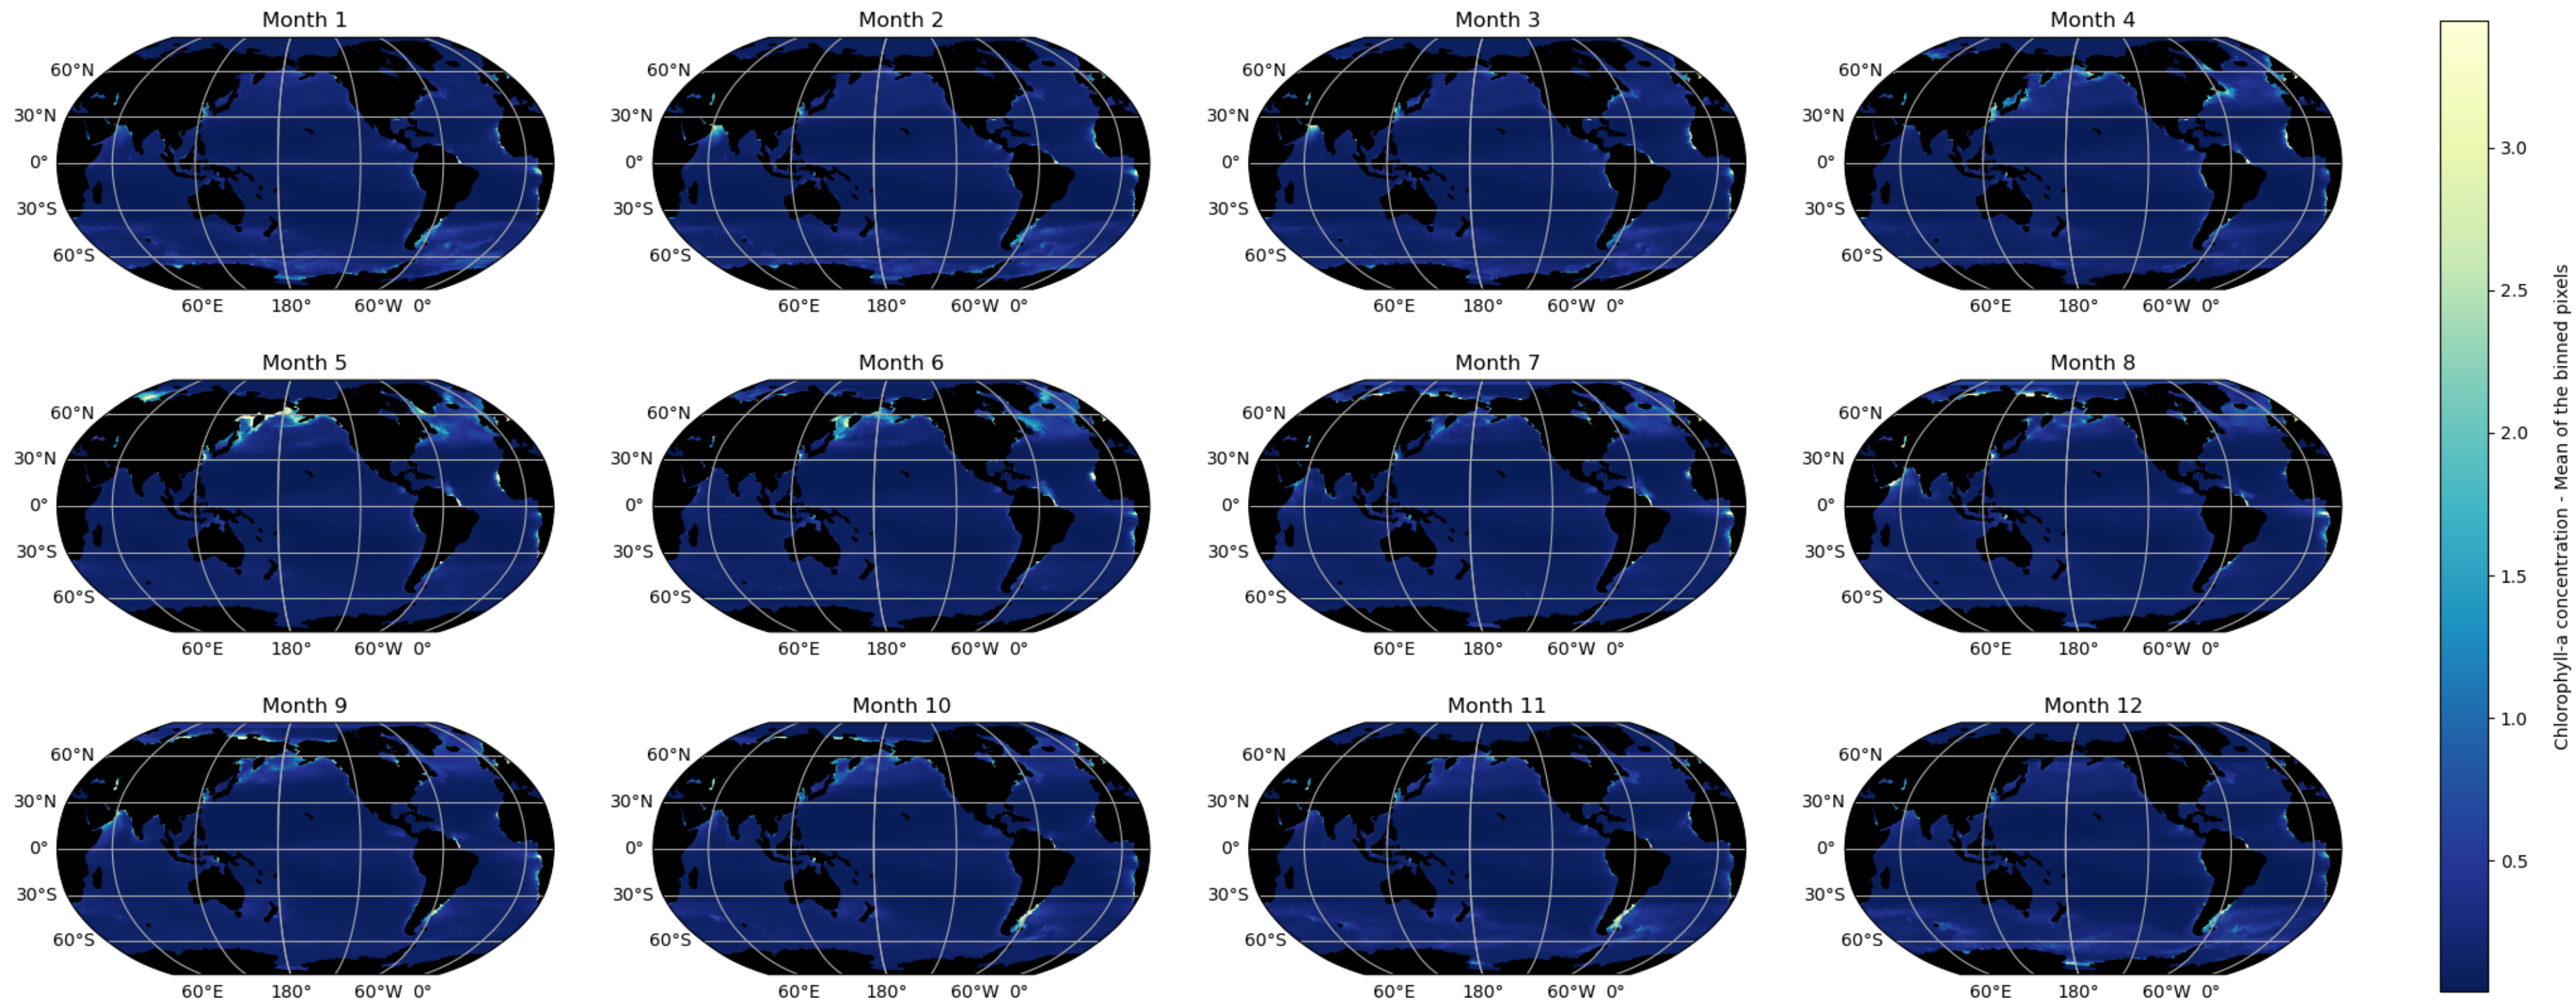 Month 1
Month 2
Month 3
Month 4
60°N
30°N
0°
30°S
60°S
60°E 180° 60°W 0°
60°N
30°N
0°
30°S
60°S
60°E 180° 60°W 0°
60°N
30°N
0°
30°S
60°S
60°E 180° 60°W 0°
60°N
30°N
0°
30°S
60°S
60°E 180° 60°W 0°
Month 5
Month 6
Month 7
Month 8
60°N
30°N
0°
30°S
60°S
60°E 180° 60°W 0°
60°N
30°N
0°
30°S
60°S
60°E 180° 60°W 0°
60°N
30°N
0°
30°S
60°S
60°E 180° 60°W 0°
60°N
30°N
0°
30°S
60°S
60°E 180° 60°W 0°
Month 9
Month 10
Month 11
Month 12
60°N
30°N
0°
30°S
60°S
60°E 180° 60°W 0°
60°N
30°N
0°
30°S
60°S
60°E 180° 60°W 0°
60°N
30°N
0°
30°S
60°S
60°E 180° 60°W 0°
60°N
30°N
0°
30°S
60°S
60°E 180° 60°W 0°
3.0
2.5
2.0
1.5
1.0
0.5
Chlorophyll-a concentration - Mean of the binned pixels